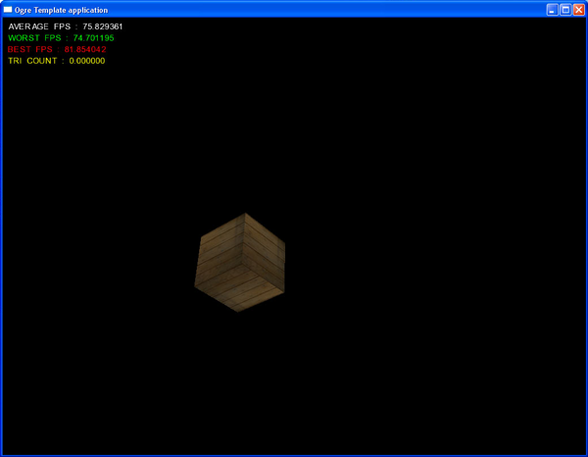 Ogre Template application
AVERAGE FPS : 75.829361
WORST FPS : 74.701195
BEST FPS : 81.854042
TRI COUNT : 0.000000